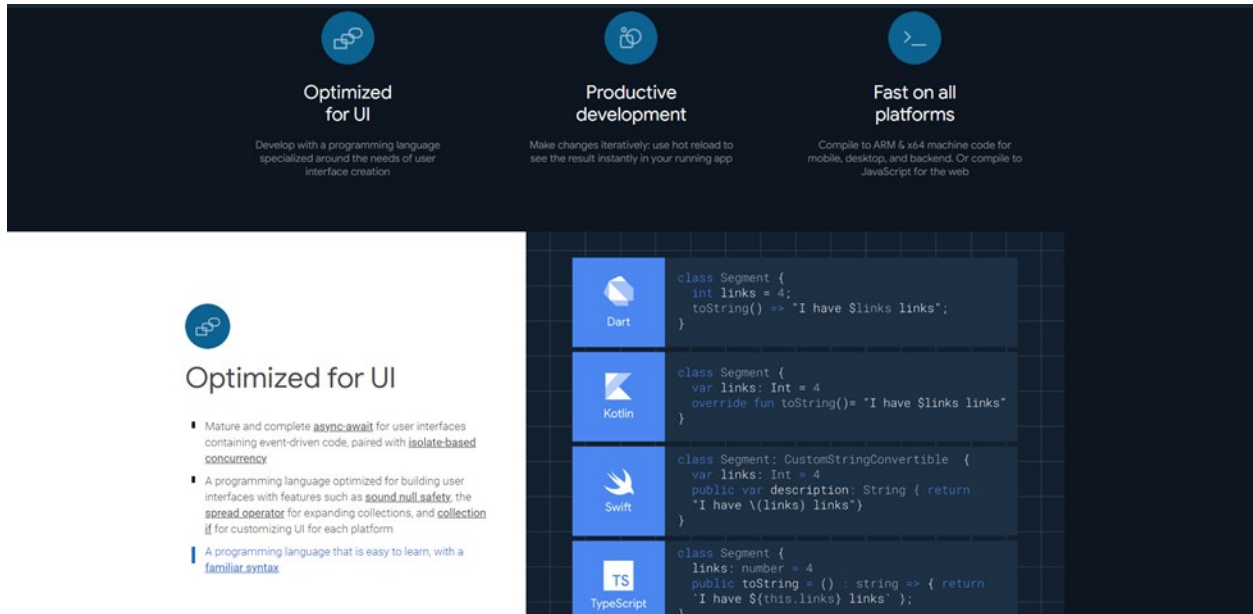 Optimized
for UI
Develop with a programming language
specialized around the needs of user
interface creation
Productive
development
Make changes iteratively: use hot reload to
see the result instantly in your running app
Fast on all
platforms
Compile to ARM & x64 machine code for
mobile, desktop, and backend. Or compile to
JavaScript for the web
Optimized for UI
Mature and complete async-await for user interfaces
containing event-driven code, paired with isolate-based
concurrency
A programming language optimized for building user
interfaces with features such as sound null safety, the
spread operator for expanding collections, and collection
if for customizing UI for each platform
A programming language that is easy to learn, with a
familiar syntax
Dart
class Segment {
int links = 4;
toString() => "I have $links links";
}
Kotlin
class Segment {
var links: Int = 4
override fun toString()= "I have $links links"
}
Swift
class Segment: CustomStringConvertible {
var links: Int = 4
public var description: String { return
"I have \(links) links"}
}
TS
TypeScript
class Segment {
links: number = 4
public toString = () : string => { return
`I have ${this.links} links` };
}